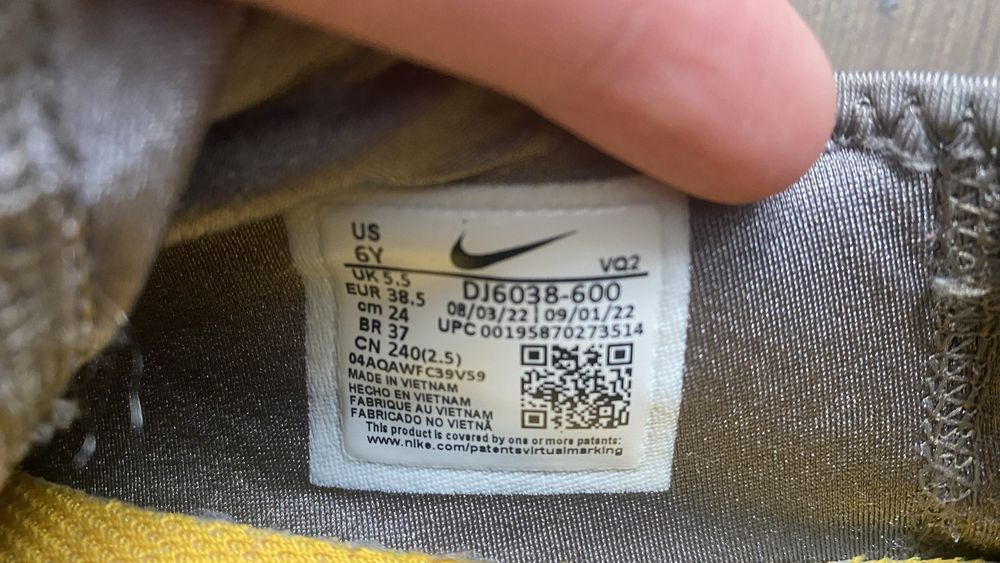 US
6Y
VQ2
UK 5.5
EUR 38.5
cm 24
BR 37
CN 240(2.5)
DJ6038-600
08/03/22 | 09/01/22
UPC 00195870273514
04AQAWFC39V59
MADE IN VIETNAM
HECHO EN VIETNAM
FABRIQUE AU VIETNAM
FABRICADO NO VIETNÃ
This product is covered by one or more patents:
www.nike.com/patentsvirtualmarking